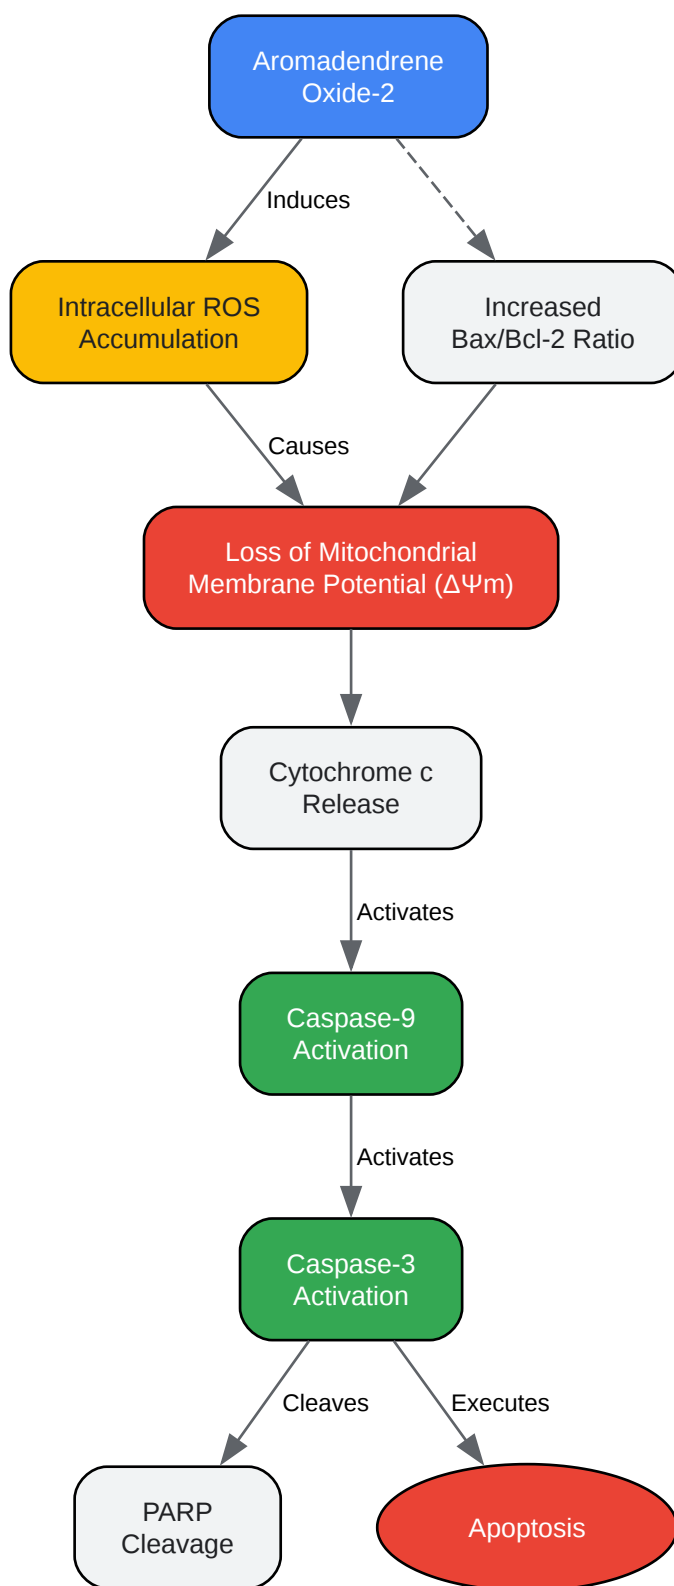 Aromadendrene
Oxide-2
Induces
Intracellular ROS
Accumulation
Increased
Bax/Bcl-2 Ratio
Causes
Loss of Mitochondrial
Membrane Potential (ΔΨm)
Cytochrome c
Release
Activates
Caspase-9
Activation
Activates
Caspase-3
Activation
Cleaves
Executes
PARP
Cleavage
Apoptosis